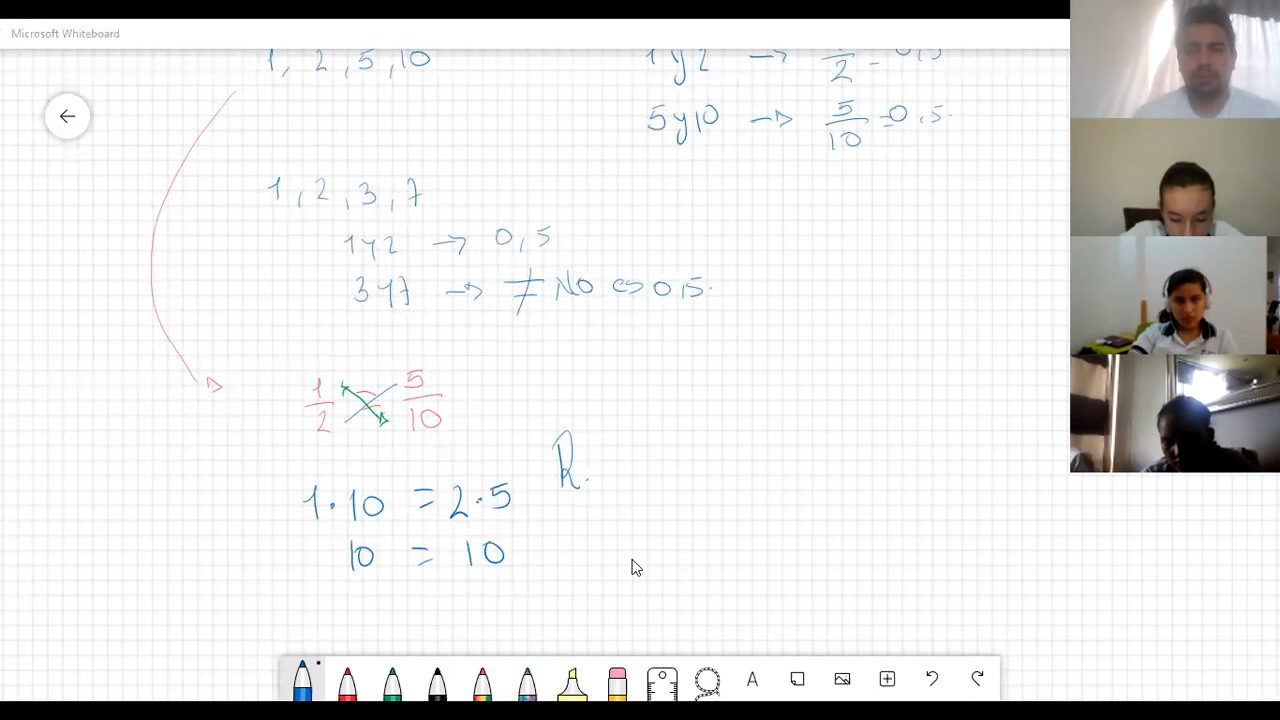 Microsoft Whiteboard
1, 2, 5, 10
1 y 2 → 1/2 = 0,5
5 y 10 → 5/10 = 0,5.
1, 2, 3, 7
1 y 2 → 0,5
3 y 7 → ≠ No es 0,5.
1/2 5/10
R.
1·10 = 2·5
10 = 10
A